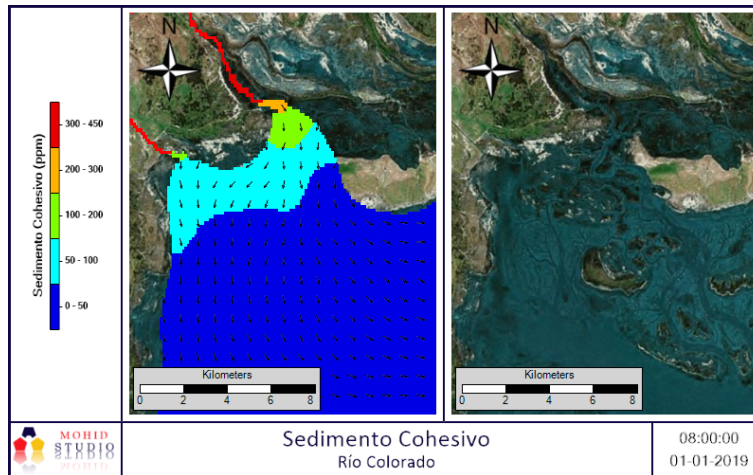 Sedimento Cohesivo (ppm)
300 - 450
200 - 300
100 - 200
50 - 100
0 - 50
N
Kilometers
0 2 4 6 8
N
Kilometers
0 2 4 6 8
MOHID
STUDIO
Sedimento Cohesivo
Río Colorado
08:00:00
01-01-2019